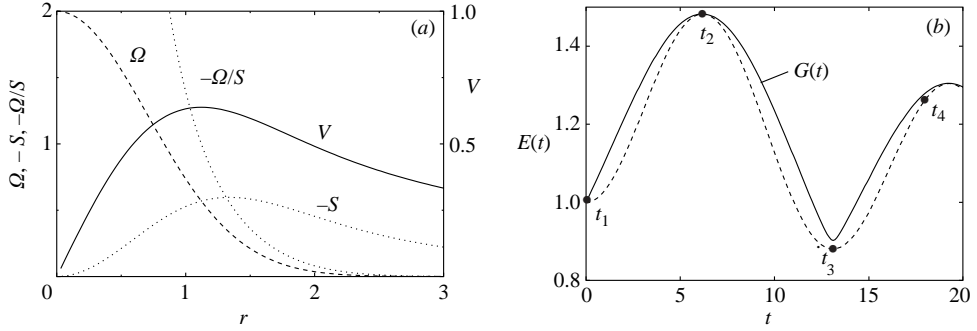 2
1
0
1
2
3
r
Ω, – S, –Ω/S
Ω
–Ω/S
V
–S
(a)
1.0
0.5
V
1.4
1.2
1.0
0.8
E(t)
0
5
10
15
20
t
t1
t2
t3
t4
G(t)
(b)